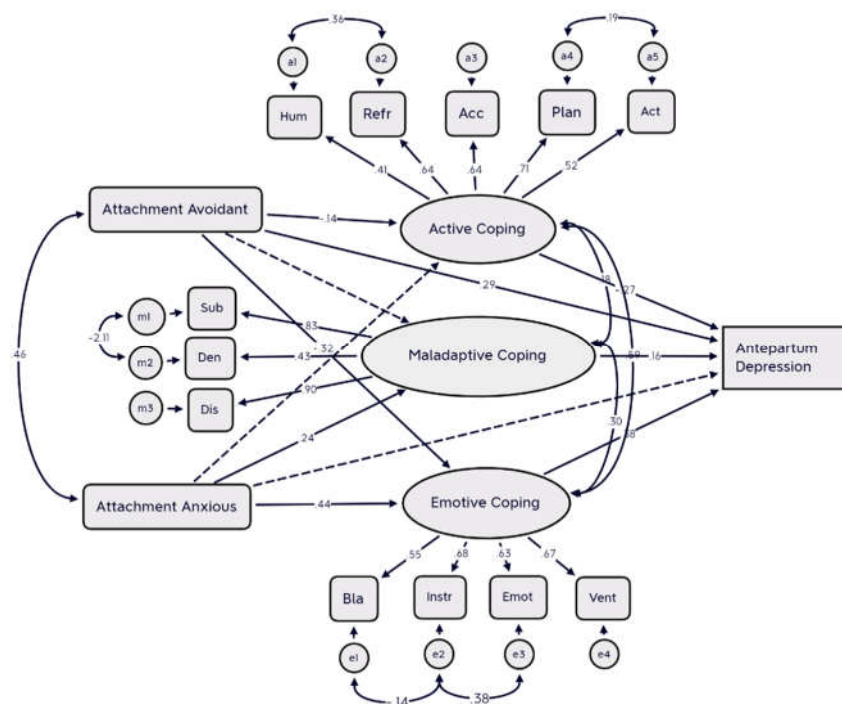 .36
.19
a1
a2
a3
a4
a5
Hum
Refr
Acc
Plan
Act
.41
.64
.64
.71
.52
Attachment Avoidant
-.14
Active Coping
.29
-.27
Sub
m1
.83
-2.11
-.32
Maladaptive Coping
.16
Antepartum
Depression
.46
m2
Den
.43
m3
Dis
.90
.24
.30
Attachment Anxious
.44
Emotive Coping
.55
.68
.63
.67
Bla
Instr
Emot
Vent
e1
e2
e3
e4
-.14
.38